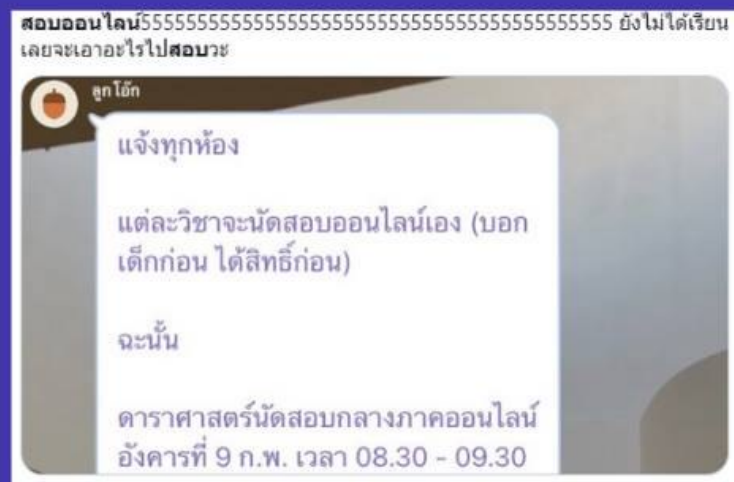 สอบออนไลน์5555555555555555555555555555555555555555555555 ยังไม่ได้เรียน
เลยจะเอาอะไรไปสอบวะ
ลูกโอ๊ก
แจ้งทุกห้อง
แต่ละวิชาจะนัดสอบออนไลน์เอง (บอก
เด็กก่อน ได้สิทธิ์ก่อน)
ฉะนั้น
ดาราศาสตร์นัดสอบกลางภาคออนไลน์
อังคารที่ 9 ก.พ. เวลา 08.30 - 09.30